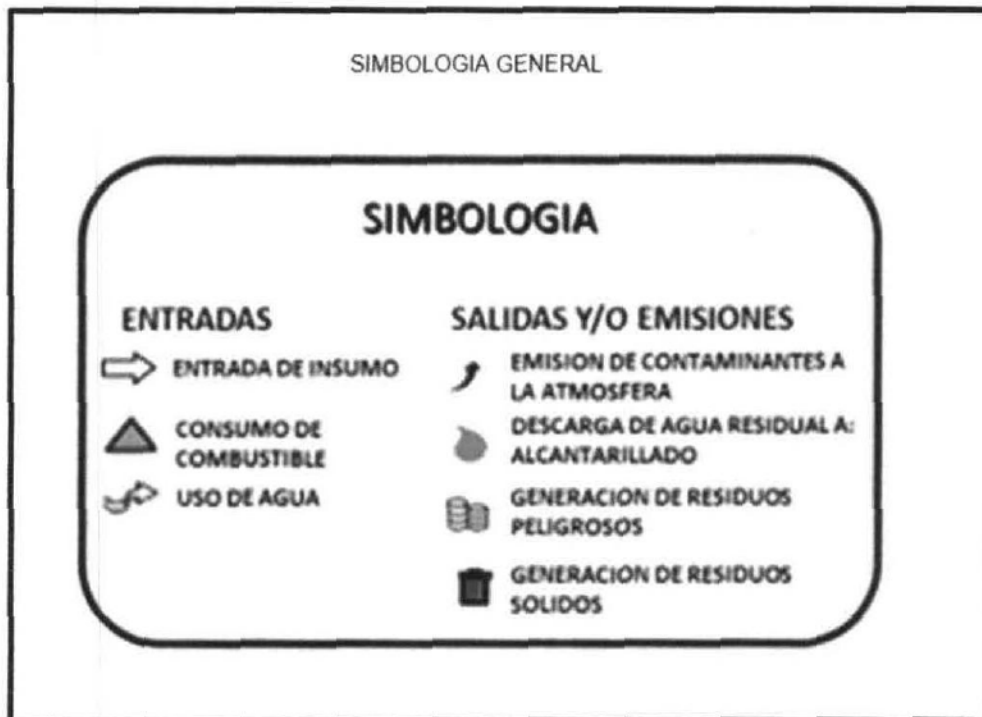 SIMBOLOGIA GENERAL
SIMBOLOGIA
ENTRADAS
ENTRADA DE INSUMO
CONSUMO DE
COMBUSTIBLE
USO DE AGUA
SALIDAS Y/O EMISIONES
EMISION DE CONTAMINANTES A
LA ATMOSFERA
DESCARGA DE AGUA RESIDUAL A:
ALCANTARILLADO
GENERACION DE RESIDUOS
PELIGROSOS
GENERACION DE RESIDUOS
SOLIDOS